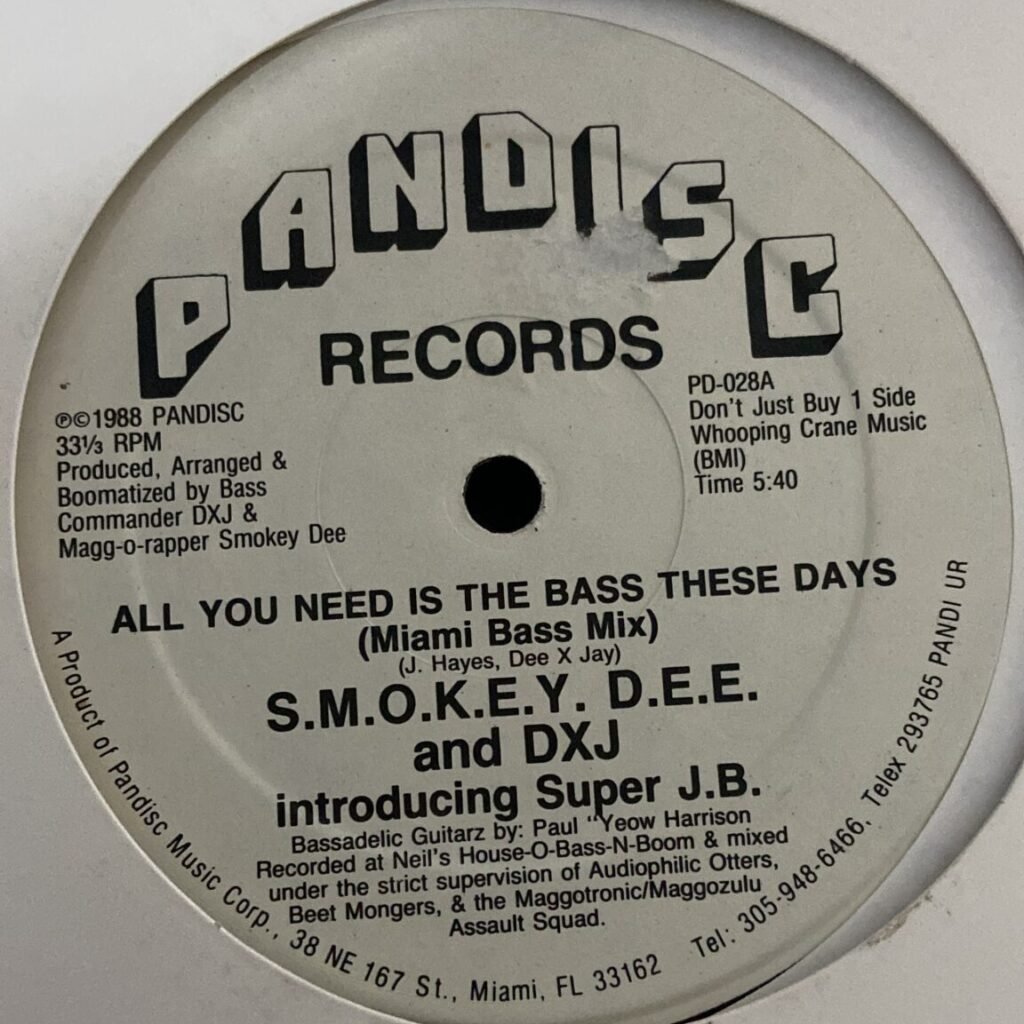 PANDISC
RECORDS
℗©1988 PANDISC
33⅓ RPM
Produced, Arranged &
Boomatized by Bass
Commander DXJ &
Magg-o-rapper Smokey Dee
PD-028A
Don't Just Buy 1 Side
Whooping Crane Music
(BMI)
Time 5:40
ALL YOU NEED IS THE BASS THESE DAYS
(Miami Bass Mix)
(J. Hayes, Dee X Jay)
S.M.O.K.E.Y. D.E.E.
and DXJ
introducing Super J.B.
Bassadelic Guitarz by: Paul "Yeow Harrison
Recorded at Neil's House-O-Bass-N-Boom & mixed
under the strict supervision of Audiophilic Otters,
Beet Mongers, & the Maggotronic/Maggozulu
Assault Squad.
A Product of Pandisc Music Corp., 38 NE 167 St., Miami, FL 33162 Tel: 305-948-6466, Telex 293765 PANDI UR